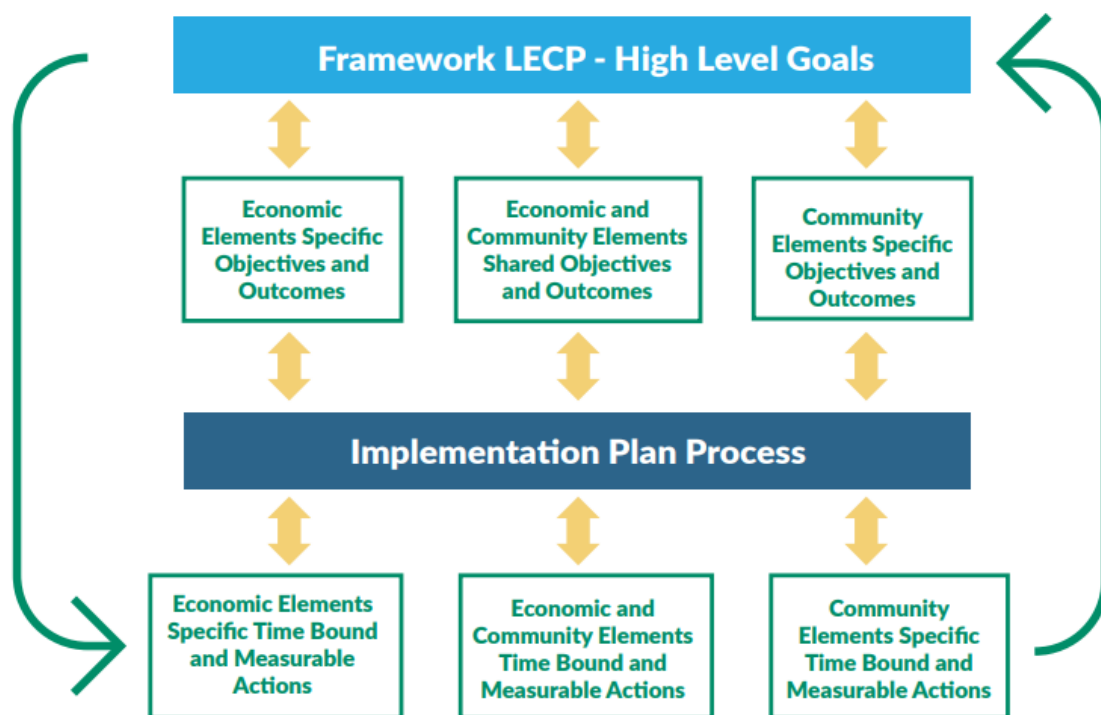 Framework LECP - High Level Goals
Economic
Elements Specific
Objectives and
Outcomes
Economic and
Community Elements
Shared Objectives
and Outcomes
Community
Elements Specific
Objectives and
Outcomes
Implementation Plan Process
Economic Elements
Specific Time Bound
and Measurable
Actions
Economic and
Community Elements
Time Bound and
Measurable Actions
Community
Elements Specific
Time Bound and
Measurable Actions